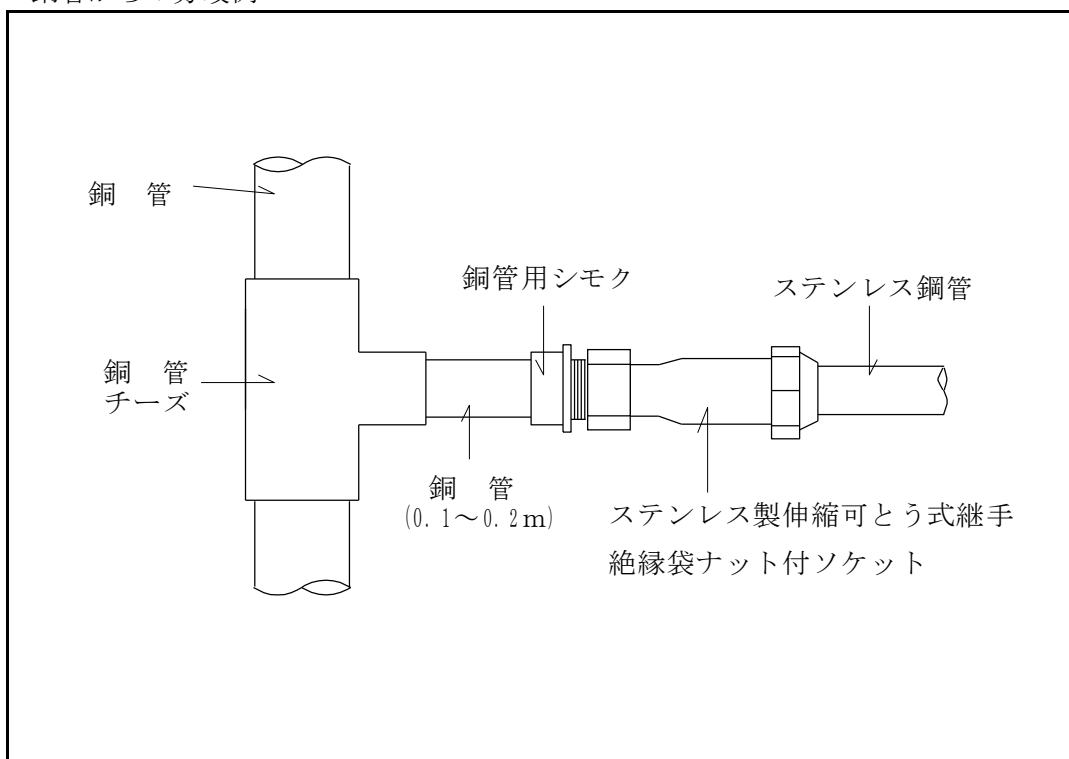 銅　管
銅管用シモク
ステンレス鋼管
銅　管
チーズ
銅　管
(0.1～0.2m)
ステンレス製伸縮可とう式継手
絶縁袋ナット付ソケット